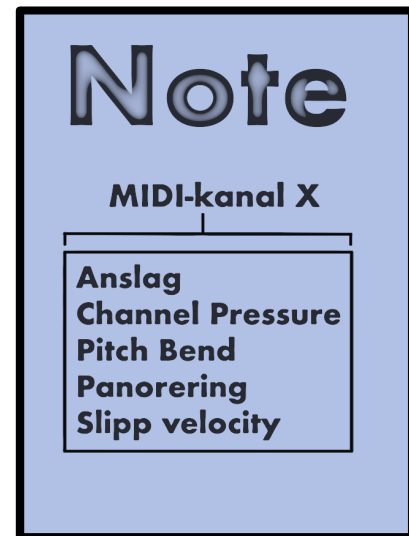 Note
MIDI-kanal X
Anslag
Channel Pressure
Pitch Bend
Panorering
Slipp velocity